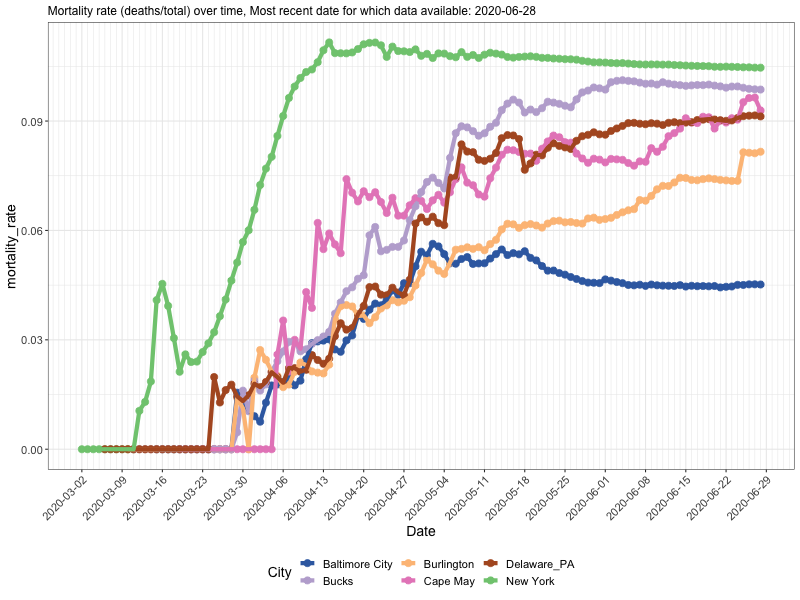 Mortality rate (deaths/total) over time, Most recent date for which data available: 2020-06-28
mortality_rate
0.09
0.06
0.03
0.00
2020-03-02
2020-03-09
2020-03-16
2020-03-23
2020-03-30
2020-04-06
2020-04-13
2020-04-20
2020-04-27
2020-05-04
2020-05-11
2020-05-18
2020-05-25
2020-06-01
2020-06-08
2020-06-15
2020-06-22
2020-06-29
Date
City
Baltimore City
Burlington
Delaware_PA
Bucks
Cape May
New York